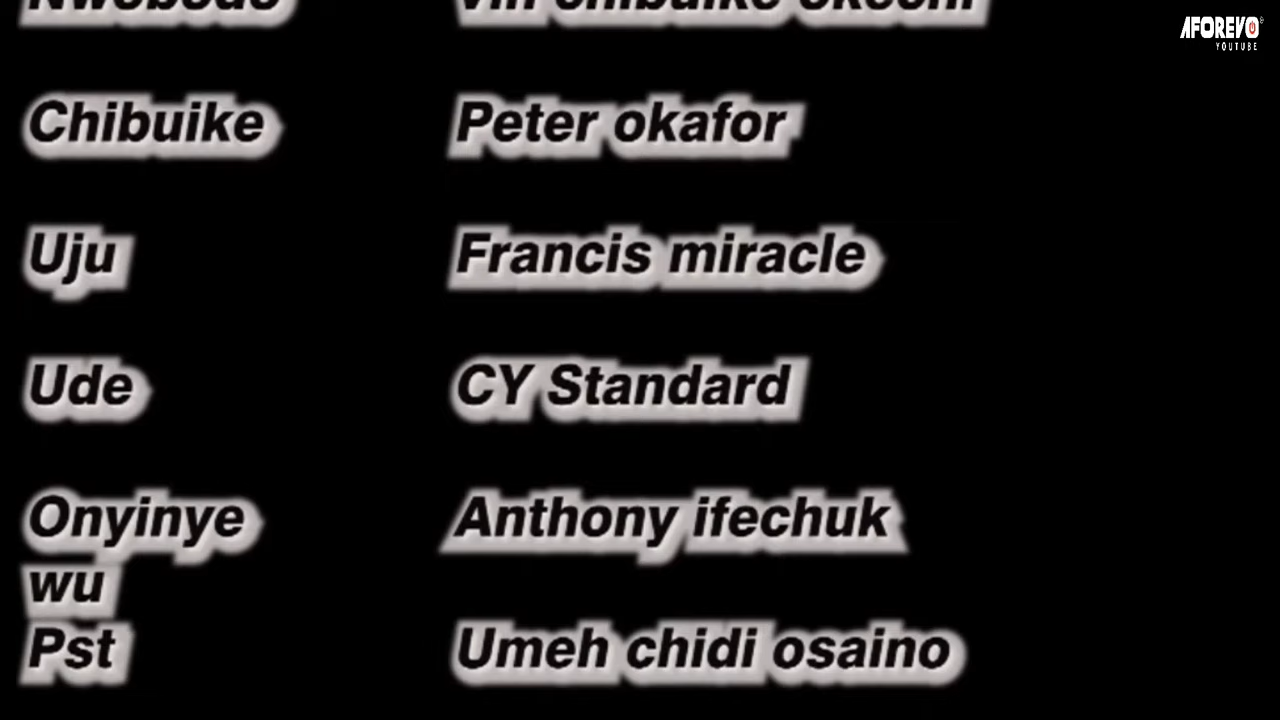 AFOREVO
YOUTUBE
Chibuike Peter okafor
Uju Francis miracle
Ude CY Standard
Onyinye Anthony ifechuk
wu
Pst Umeh chidi osaino